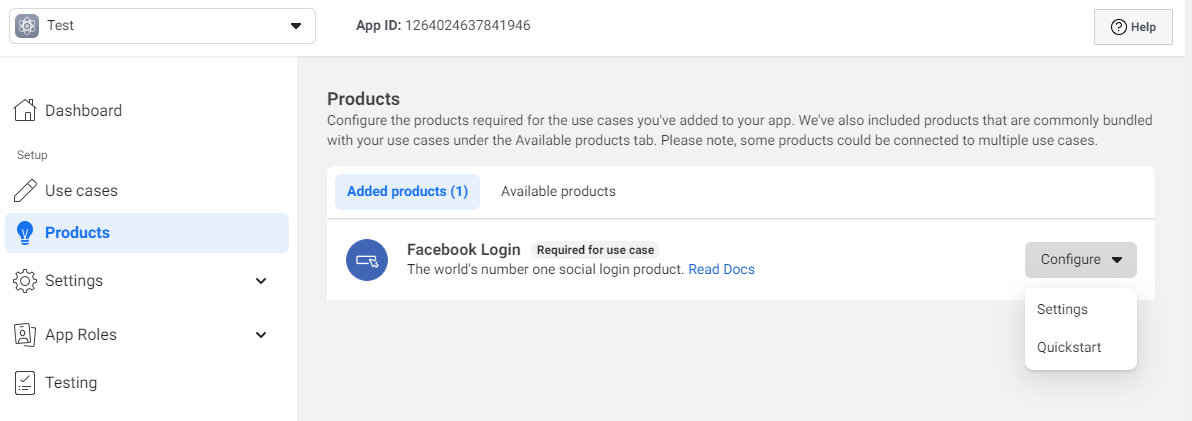 Test
App ID: 1264024637841946
Help
Dashboard
Setup
Use cases
Products
Settings
App Roles
Testing
Products
Configure the products required for the use cases you've added to your app. We've also included products that are commonly bundled
with your use cases under the Available products tab. Please note, some products could be connected to multiple use cases.
Added products (1)
Available products
Facebook Login Required for use case
The world's number one social login product. Read Docs
Configure
Settings
Quickstart